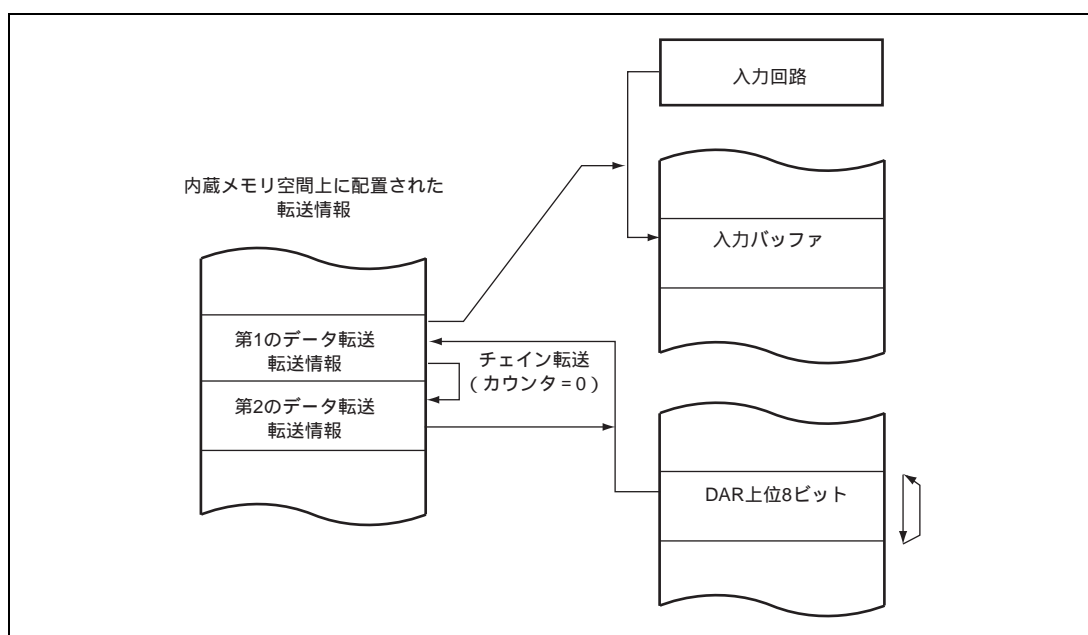 入力回路
内蔵メモリ空間上に配置された
転送情報
入力バッファ
第1のデータ転送
転送情報
チェイン転送
（カウンタ=0）
第2のデータ転送
転送情報
DAR上位8ビット